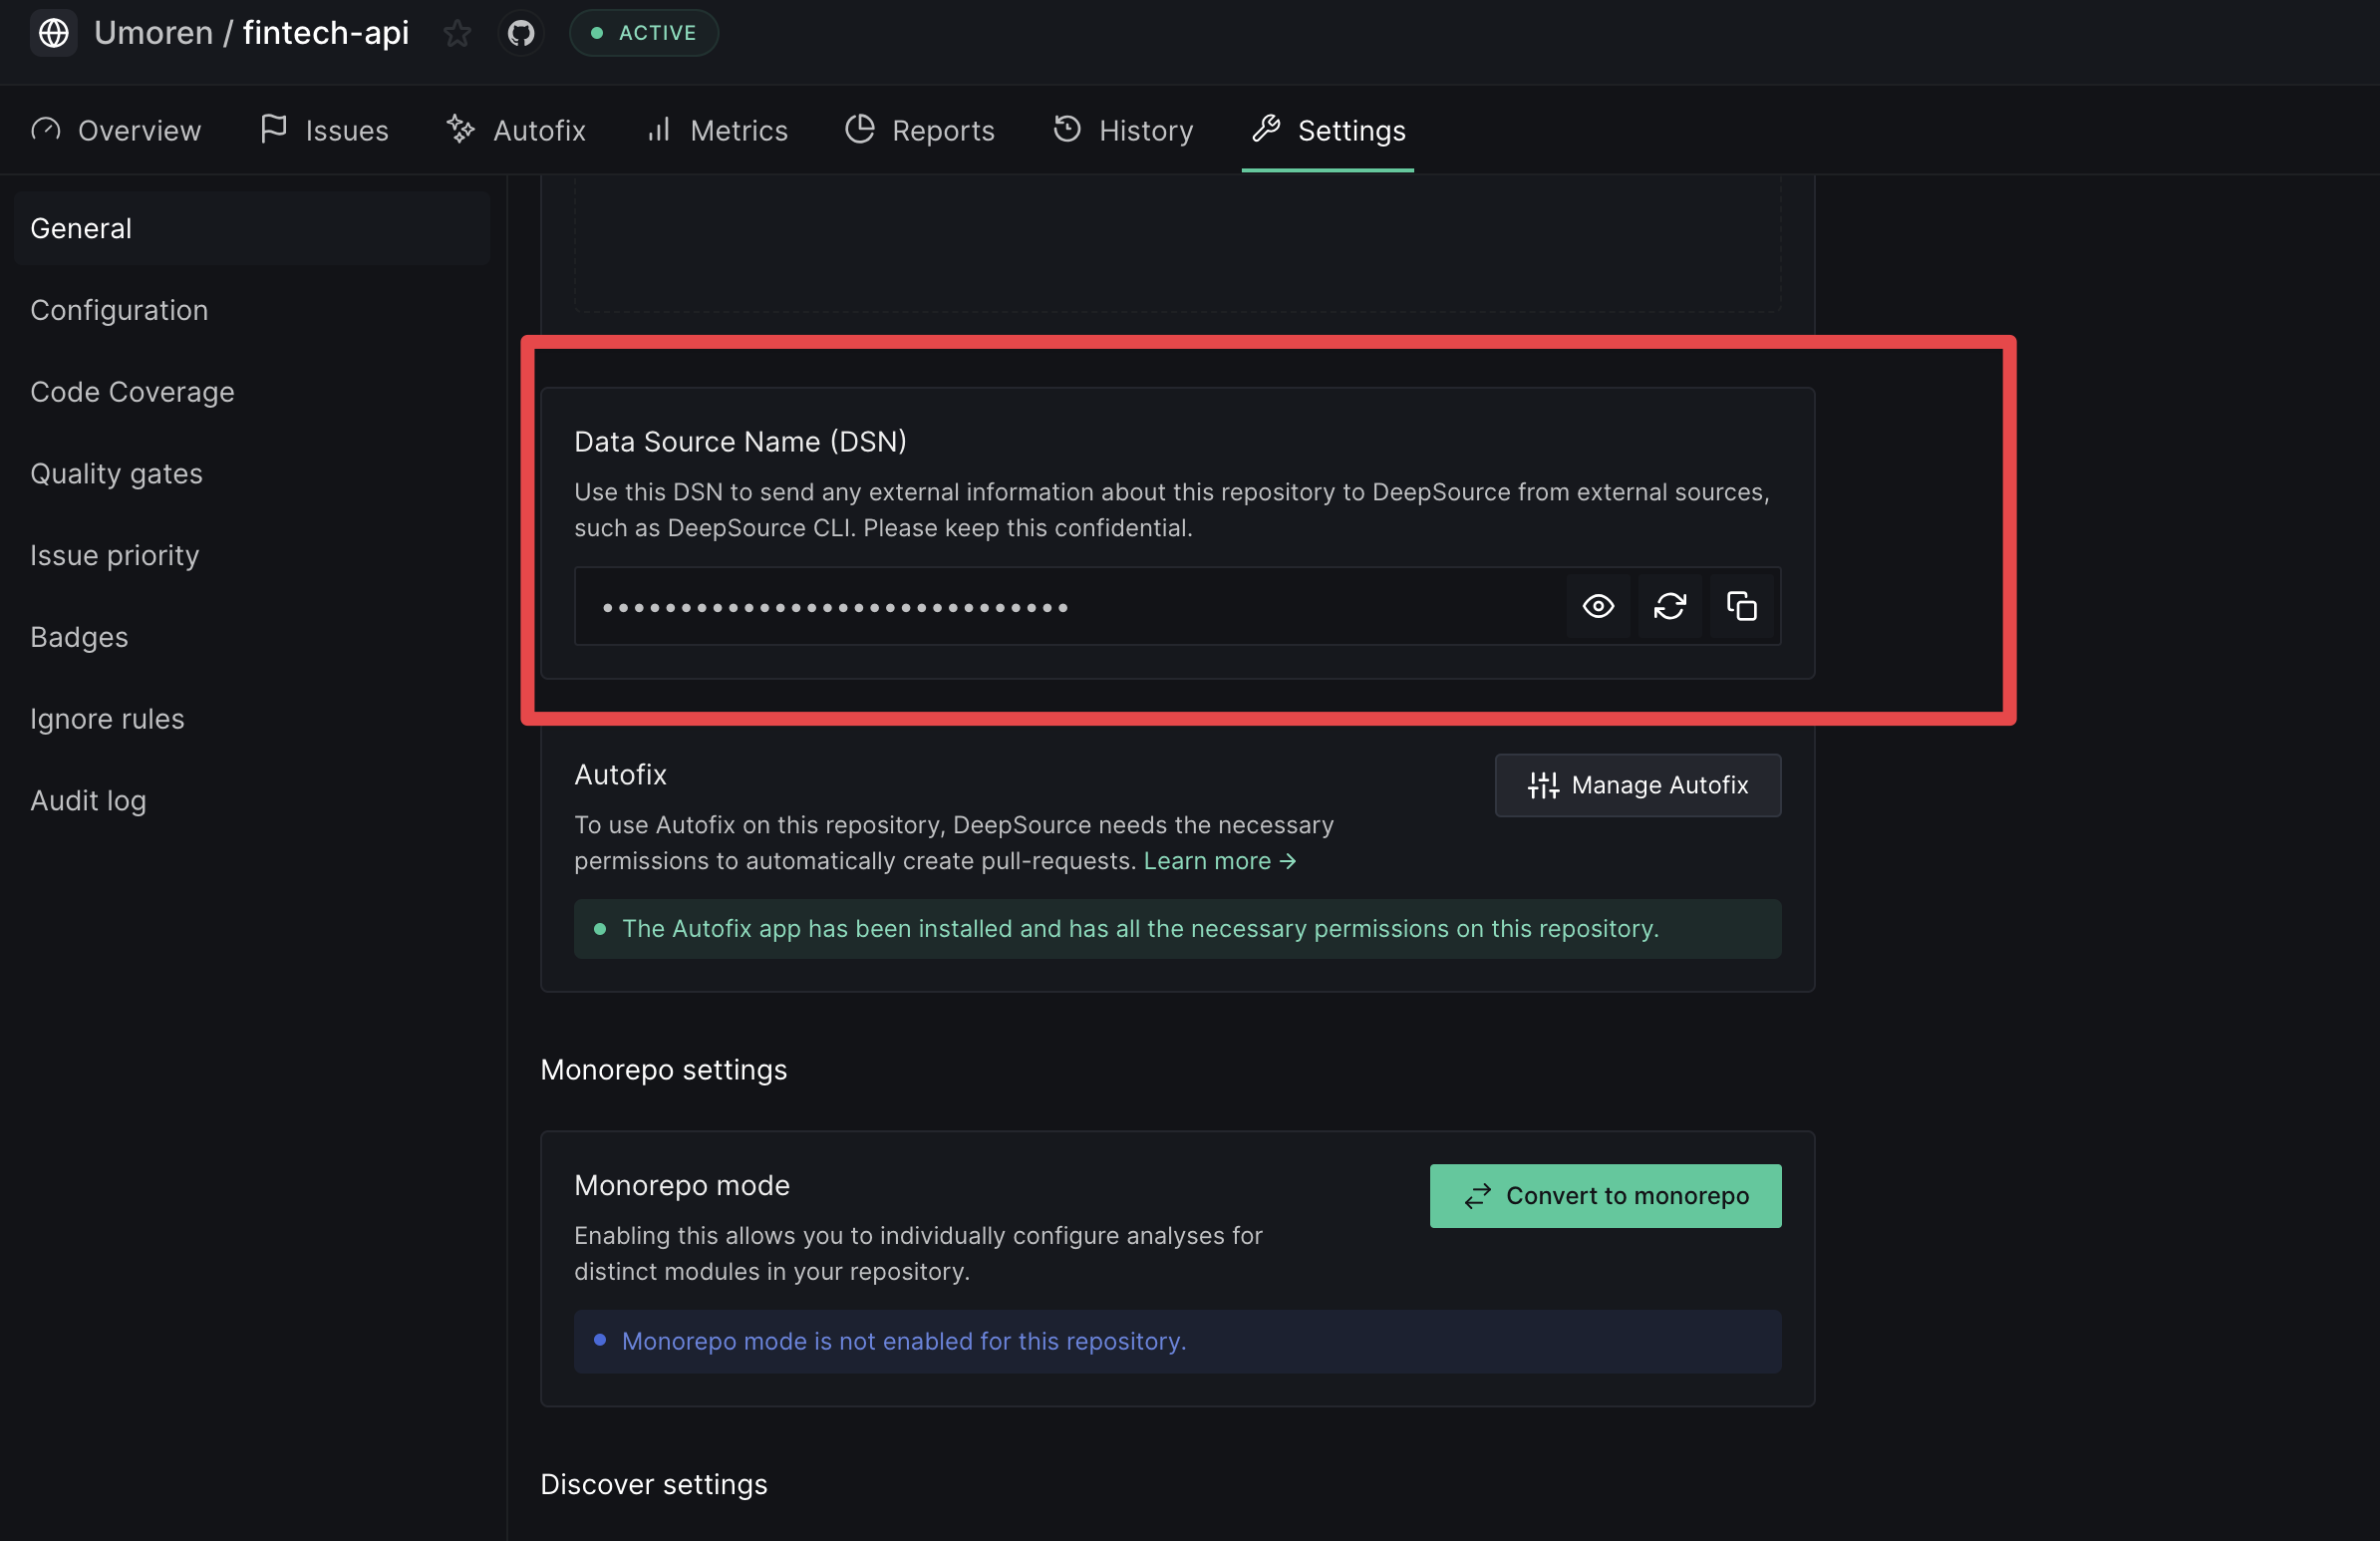 Umoren / fintech-api ACTIVE
Overview Issues Autofix Metrics Reports History Settings
General
Configuration
Code Coverage
Quality gates
Issue priority
Badges
Ignore rules
Audit log
Data Source Name (DSN)
Use this DSN to send any external information about this repository to DeepSource from external sources,
such as DeepSource CLI. Please keep this confidential.
••••••••••••••••••••••••••••••
Autofix
Manage Autofix
To use Autofix on this repository, DeepSource needs the necessary
permissions to automatically create pull-requests. Learn more →
The Autofix app has been installed and has all the necessary permissions on this repository.
Monorepo settings
Monorepo mode
Convert to monorepo
Enabling this allows you to individually configure analyses for
distinct modules in your repository.
Monorepo mode is not enabled for this repository.
Discover settings